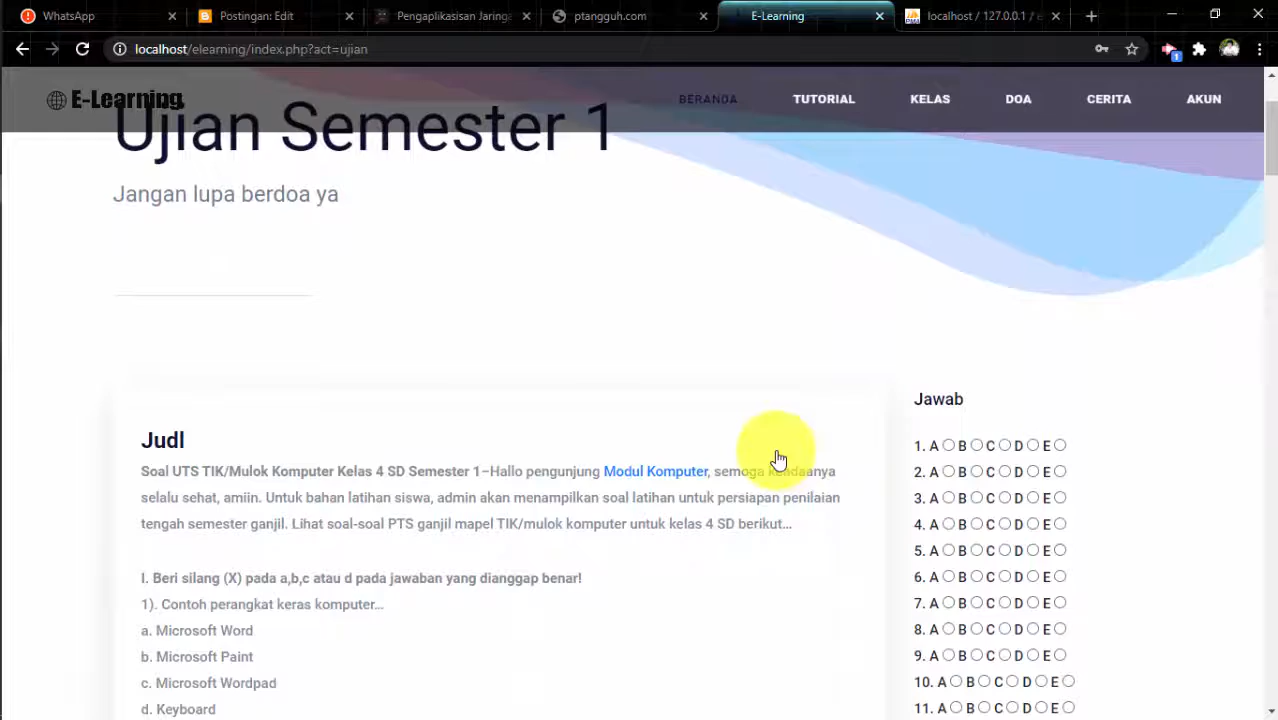 WhatsApp
Postingan: Edit
Pengaplikasisan Jaringa
ptangguh.com
E-Learning
localhost / 127.0.0.1 / e
localhost/elearning/index.php?act=ujian
E-Learning
BERANDA
TUTORIAL
KELAS
DOA
CERITA
AKUN
Ujian Semester 1
Jangan lupa berdoa ya
Judl
Soal UTS TIK/Mulok Komputer Kelas 4 SD Semester 1–Hallo pengunjung Modul Komputer, semoga keadaanya
selalu sehat, amiin. Untuk bahan latihan siswa, admin akan menampilkan soal latihan untuk persiapan penilaian
tengah semester ganjil. Lihat soal-soal PTS ganjil mapel TIK/mulok komputer untuk kelas 4 SD berikut...
I. Beri silang (X) pada a,b,c atau d pada jawaban yang dianggap benar!
1). Contoh perangkat keras komputer...
a. Microsoft Word
b. Microsoft Paint
c. Microsoft Wordpad
d. Keyboard
Jawab
1. A B C D E
2. A B C D E
3. A B C D E
4. A B C D E
5. A B C D E
6. A B C D E
7. A B C D E
8. A B C D E
9. A B C D E
10. A B C D E
11. A B C D E